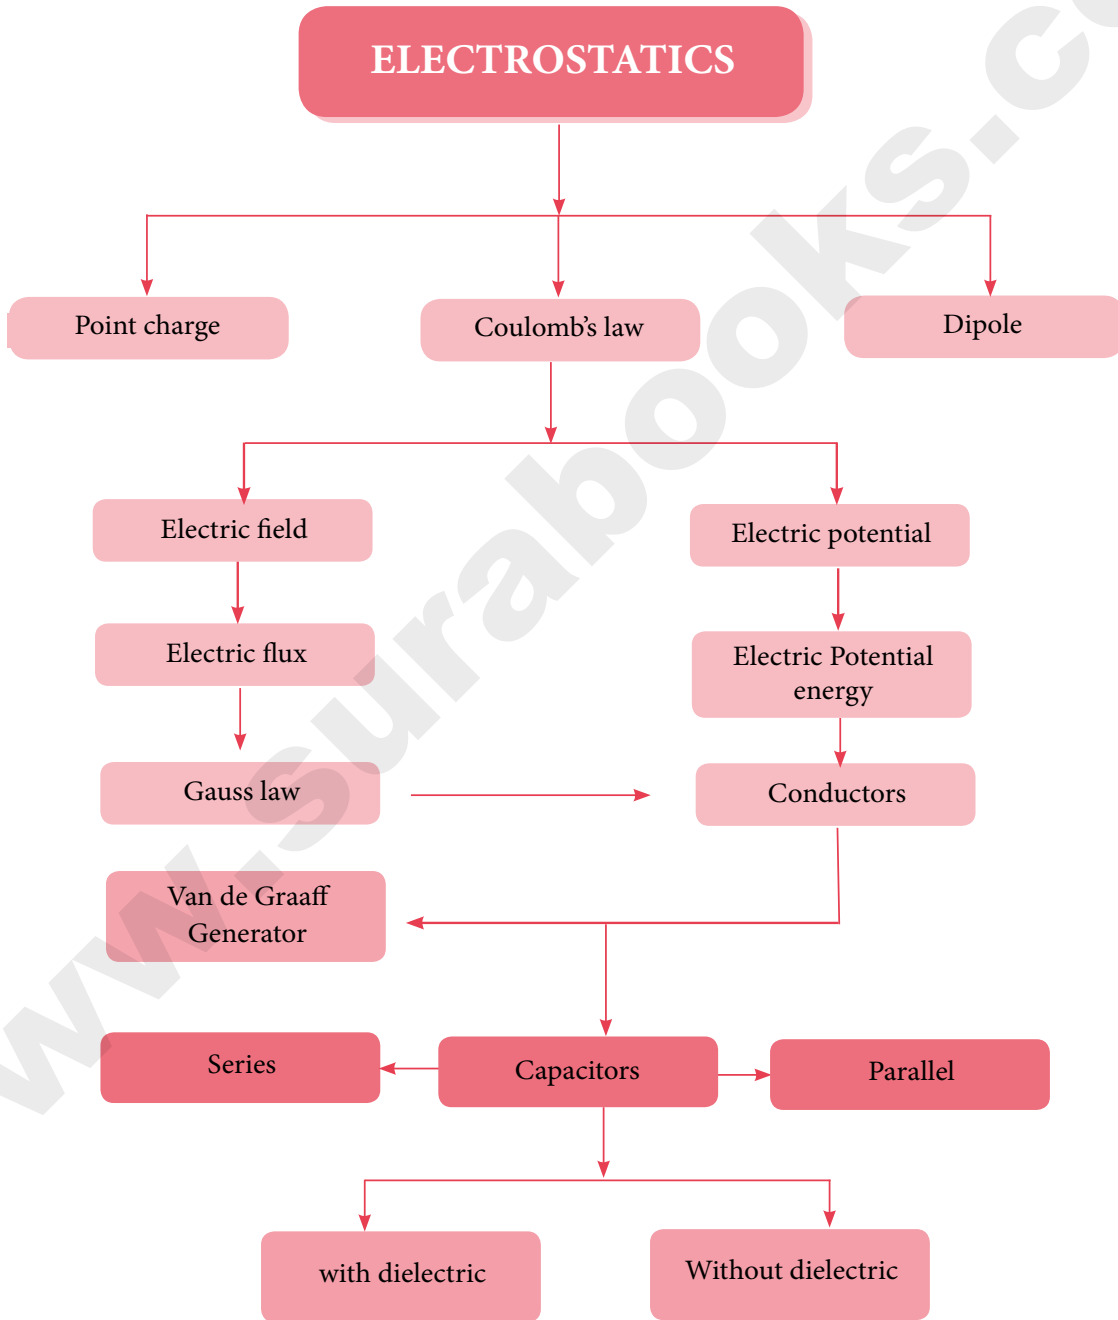 ELECTROSTATICS
Point charge
Coulomb's law
Dipole
Electric field
Electric potential
Electric flux
Electric Potential
energy
Gauss law
Conductors
Van de Graaff
Generator
Series
Capacitors
Parallel
with dielectric
Without dielectric
ww.surabooks.co